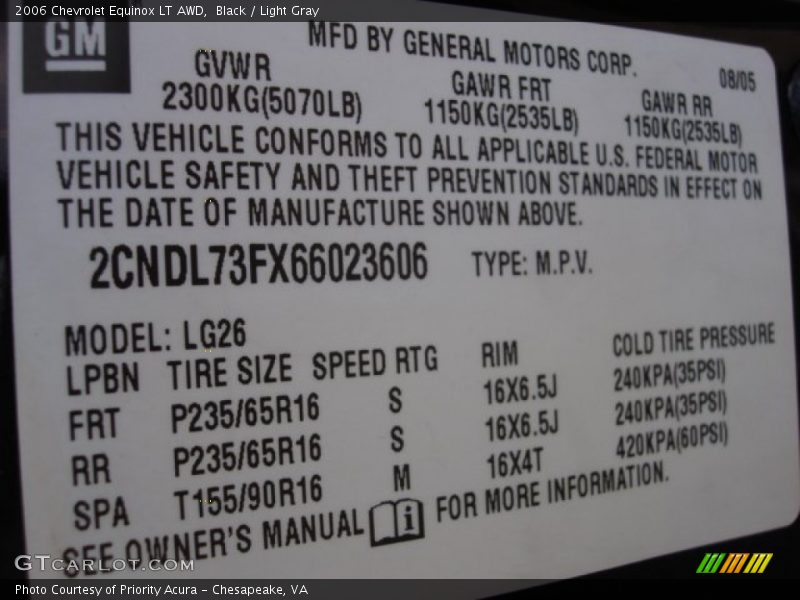 2006 Chevrolet Equinox LT AWD,  Black / Light Gray
GM
MFD BY GENERAL MOTORS CORP.
08/05
GVWR GAWR FRT GAWR RR
2300KG(5070LB) 1150KG(2535LB) 1150KG(2535LB)
THIS VEHICLE CONFORMS TO ALL APPLICABLE U.S. FEDERAL MOTOR
VEHICLE SAFETY AND THEFT PREVENTION STANDARDS IN EFFECT ON
THE DATE OF MANUFACTURE SHOWN ABOVE.
2CNDL73FX66023606 TYPE: M.P.V.
MODEL: LG26
LPBN TIRE SIZE SPEED RTG RIM COLD TIRE PRESSURE
FRT P235/65R16 S 16X6.5J 240KPA(35PSI)
RR P235/65R16 S 16X6.5J 240KPA(35PSI)
SPA T155/90R16 M 16X4T 420KPA(60PSI)
SEE OWNER'S MANUAL i FOR MORE INFORMATION.
GTCARLOT.COM
Photo Courtesy of Priority Acura – Chesapeake, VA